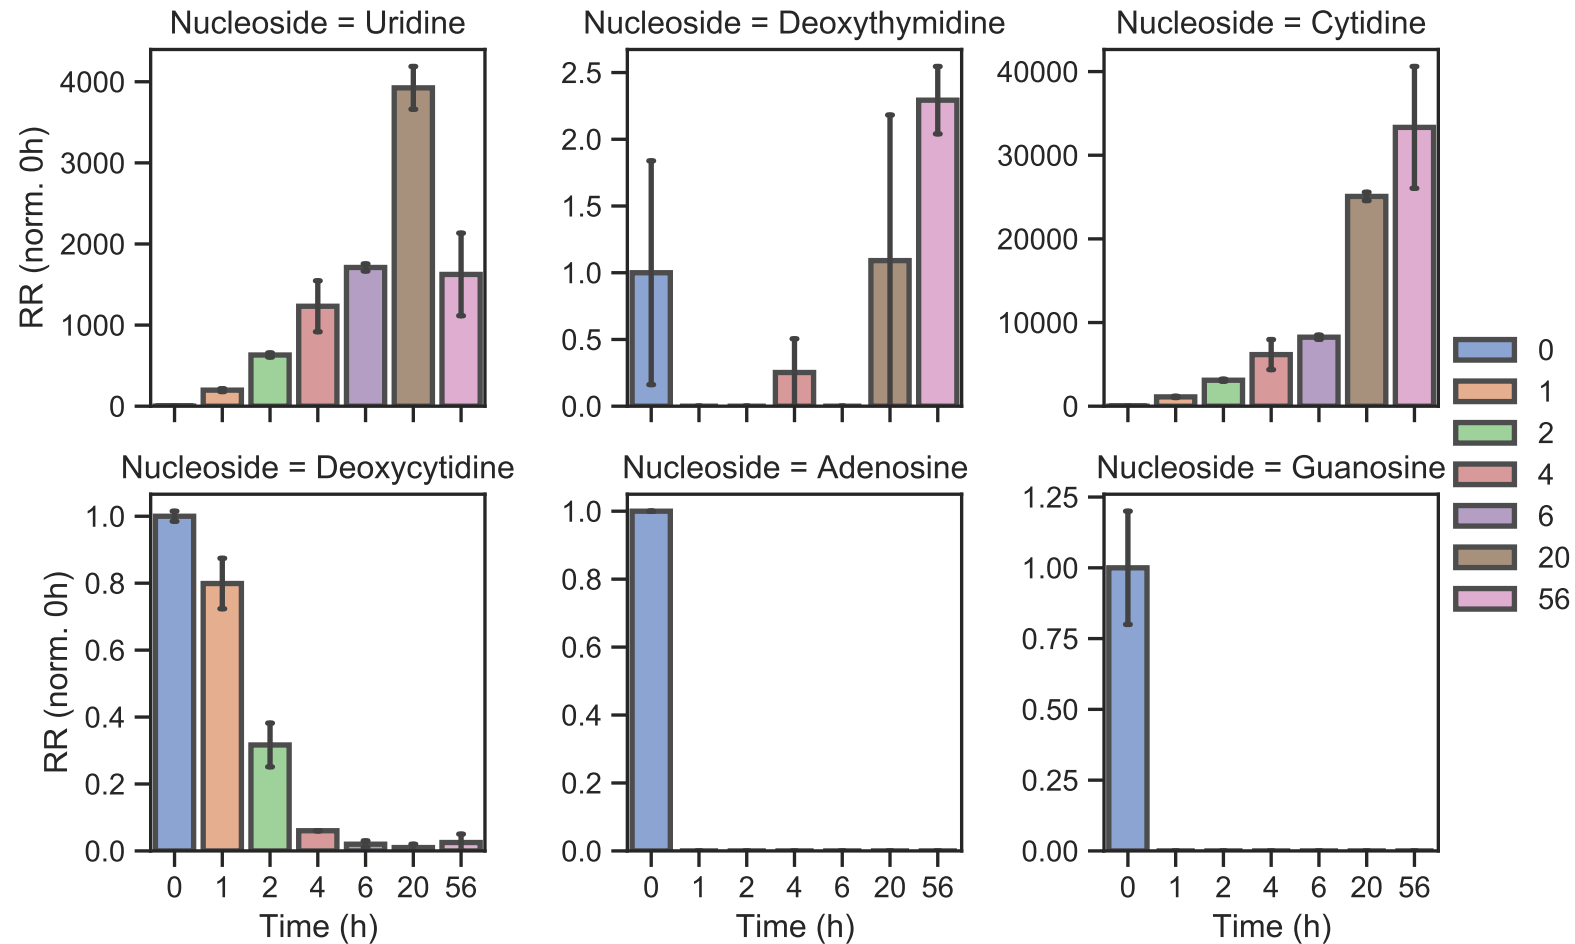 Nucleoside = Uridine
RR (norm. 0h)
4000
3000
2000
1000
0
Nucleoside = Deoxythymidine
2.5
2.0
1.5
1.0
0.5
0.0
Nucleoside = Cytidine
40000
30000
20000
10000
0
Nucleoside = Deoxycytidine
RR (norm. 0h)
1.0
0.8
0.6
0.4
0.2
0.0
0 1 2 4 6 20 56
Time (h)
Nucleoside = Adenosine
1.0
0.8
0.6
0.4
0.2
0.0
0 1 2 4 6 20 56
Time (h)
Nucleoside = Guanosine
1.25
1.00
0.75
0.50
0.25
0.00
0 1 2 4 6 20 56
Time (h)
0
1
2
4
6
20
56